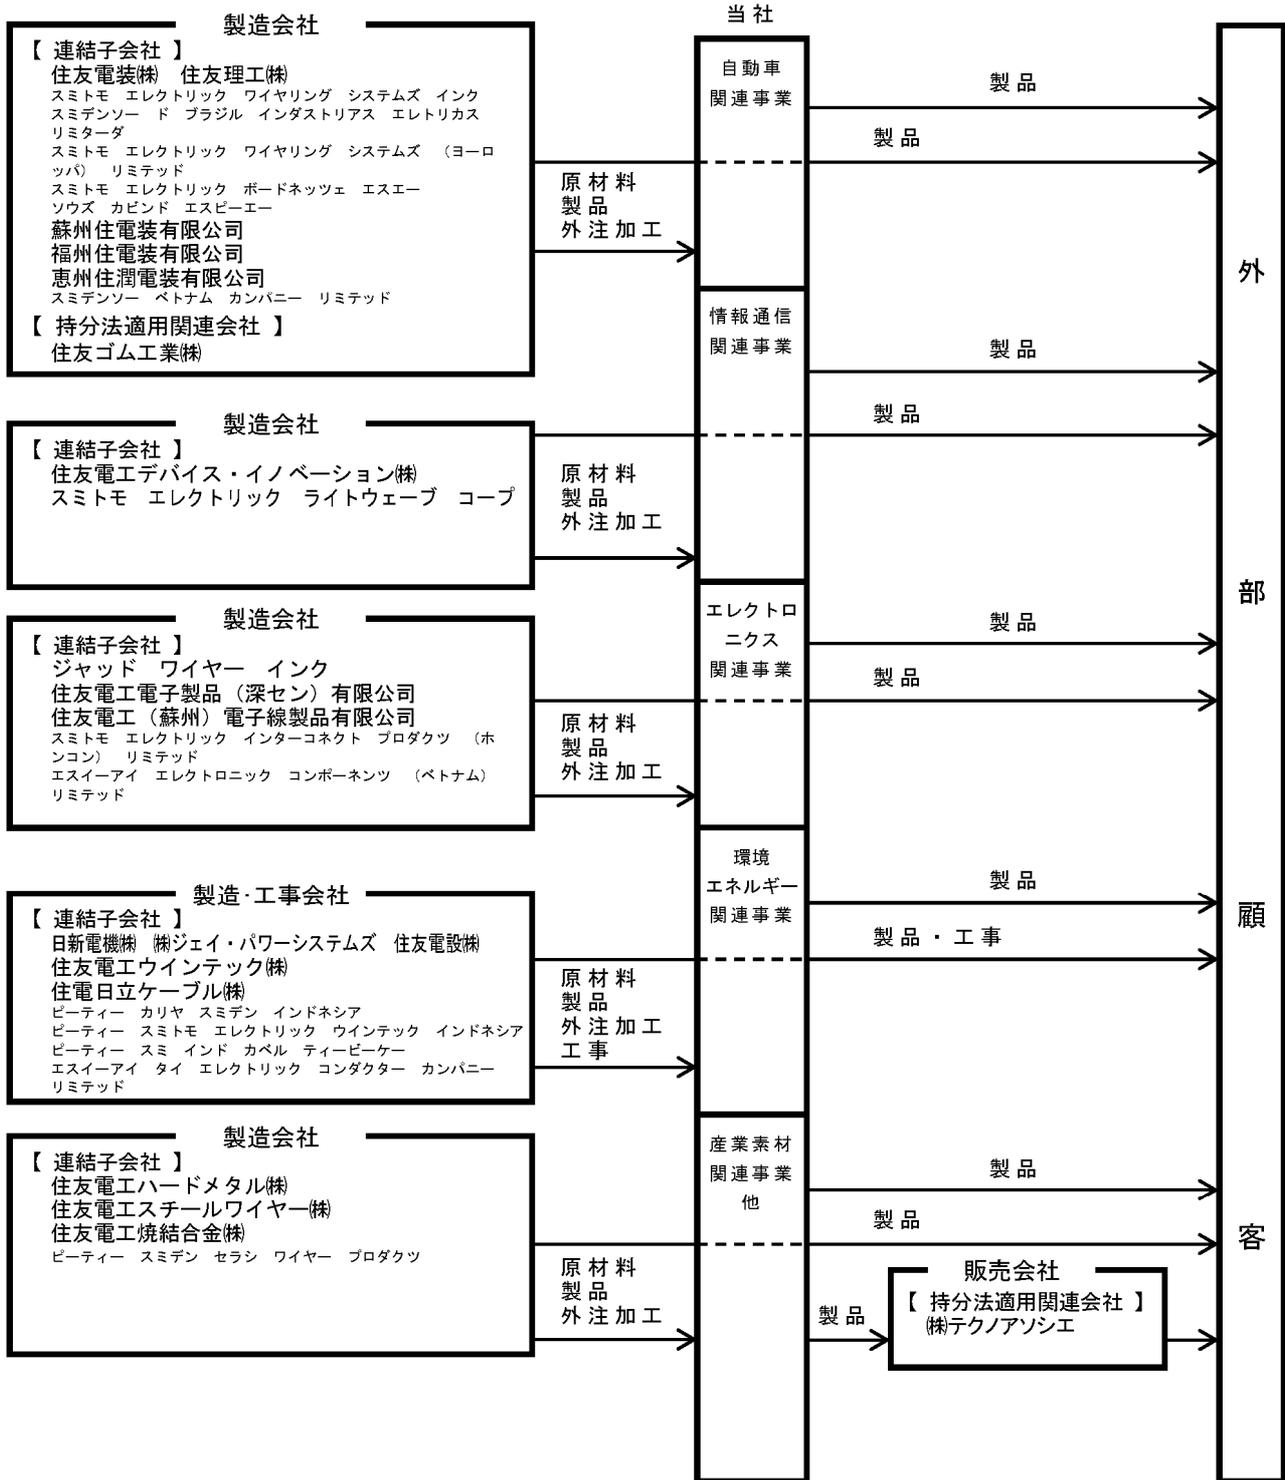 当社
製造会社
【 連結子会社 】
住友電装㈱　住友理工㈱
スミトモ　エレクトリック　ワイヤリング　システムズ　インク
スミデンソー　ド　ブラジル　インダストリアス　エレトリカス
リミターダ
スミトモ　エレクトリック　ワイヤリング　システムズ　（ヨーロ
ッパ）　リミテッド
スミトモ　エレクトリック　ボードネッツェ　エスエー
ソウズ　カビンド　エスピーエー
蘇州住電装有限公司
福州住電装有限公司
恵州住潤電装有限公司
スミデンソー　ベトナム　カンパニー　リミテッド
【 持分法適用関連会社 】
住友ゴム工業㈱
原材料
製品
外注加工
自動車
関連事業
製品
製品
製造会社
【 連結子会社 】
住友電工デバイス・イノベーション㈱
スミトモ　エレクトリック　ライトウェーブ　コープ
原材料
製品
外注加工
情報通信
関連事業
製品
製品
製造会社
【 連結子会社 】
ジャッド　ワイヤー　インク
住友電工電子製品（深セン）有限公司
住友電工（蘇州）電子線製品有限公司
スミトモ　エレクトリック　インターコネクト　プロダクツ　（ホ
ンコン）　リミテッド
エスイーアイ　エレクトロニック　コンポーネンツ　（ベトナム）
リミテッド
原材料
製品
外注加工
エレクトロ
ニクス
関連事業
製品
製品
製造・工事会社
【 連結子会社 】
日新電機㈱　㈱ジェイ・パワーシステムズ　住友電設㈱
住友電工ウインテック㈱
住電日立ケーブル㈱
ピーティー　カリヤ　スミデン　インドネシア
ピーティー　スミトモ　エレクトリック　ウインテック　インドネシア
ピーティー　スミ　インド　カベル　ティービーケー
エスイーアイ　タイ　エレクトリック　コンダクター　カンパニー
リミテッド
原材料
製品
外注加工
工事
環境
エネルギー
関連事業
製品
製品・工事
製造会社
【 連結子会社 】
住友電工ハードメタル㈱
住友電工スチールワイヤー㈱
住友電工焼結合金㈱
ピーティー　スミデン　セラシ　ワイヤー　プロダクツ
原材料
製品
外注加工
産業素材
関連事業
他
製品
製品
製品
販売会社
【 持分法適用関連会社 】
㈱テクノアソシエ
外
部
顧
客